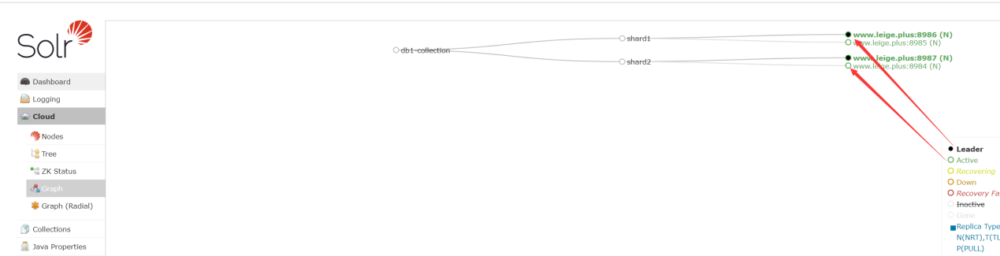 Solr
Dashboard
Logging
Cloud
Nodes
Tree
ZK Status
Graph
Graph (Radial)
Collections
Java Properties
db1-collection
shard1
shard2
www.leige.plus:8986 (N)
www.leige.plus:8985 (N)
www.leige.plus:8987 (N)
www.leige.plus:8984 (N)
Leader
Active
Recovering
Down
Recovery Fa
Inactive
Gone
Replica Type
N(NRT),T(TL
P(PULL)